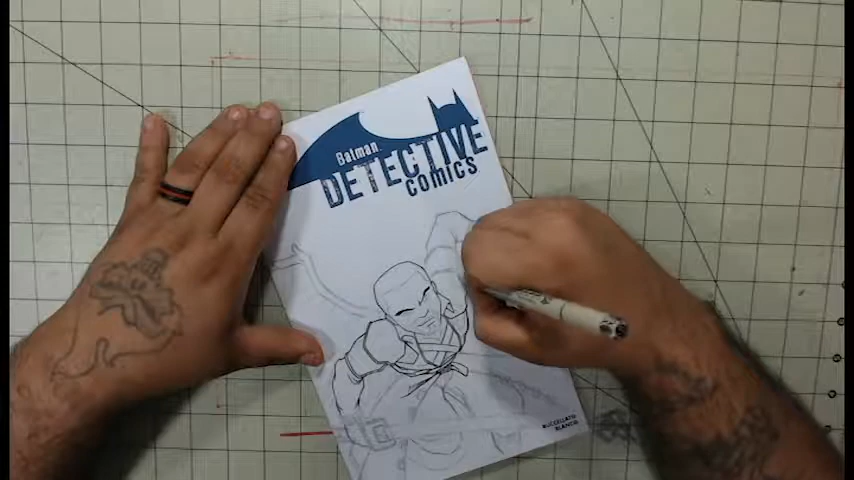 Batman
DETECTIVE
COMICS
BUCCELLATO
BLANCO